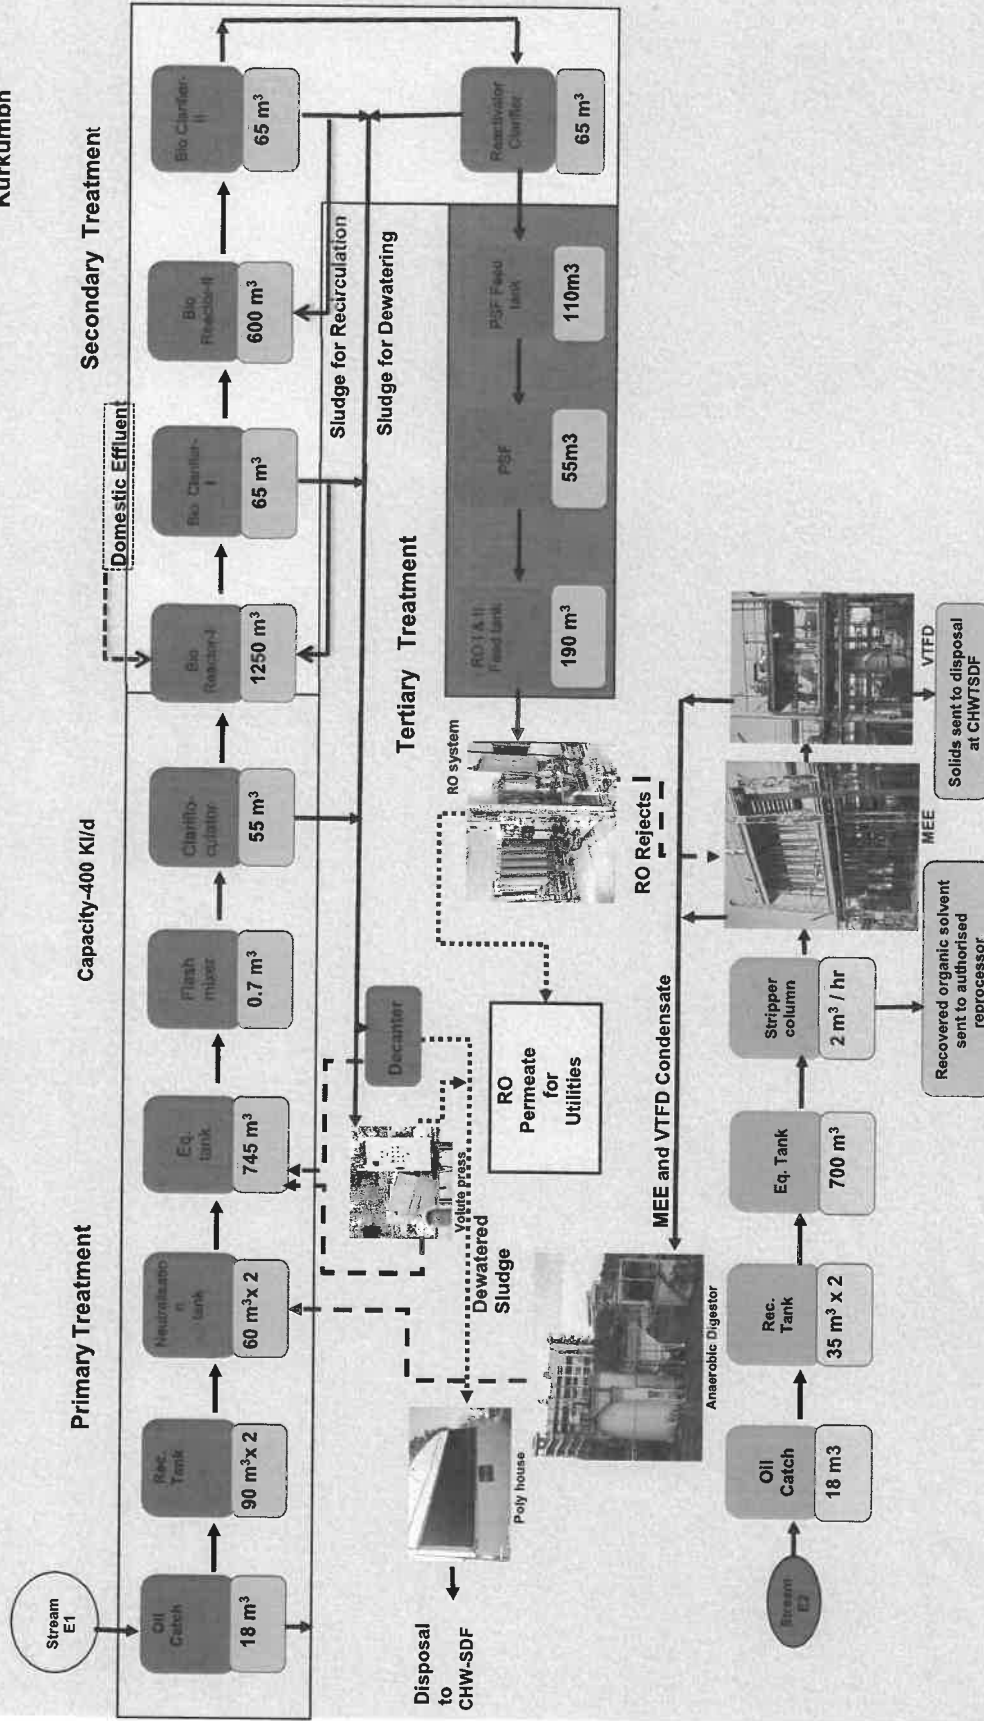 Kurkumbh
Capacity-400 Kl/d
Primary Treatment
Secondary Treatment
Domestic Effluent
Stream
E1
Oil
Catch
18 m³
Rec.
Tank
90 m³x 2
Neutralisatio
n
tank
60 m³x 2
Eq.
tank
745 m³
Flash
mixer
0.7 m³
Clariflo-
culator
55 m³
Bio
Reactor-I
1250 m³
Bio Clarifier-
I
65 m³
Bio
Reactor-II
600 m³
Bio Clarifier-
II
65 m³
Sludge for Recirculation
Sludge for Dewatering
Reactivator
Clarifier
65 m³
PSF Feed
tank
110m3
PSF
55m3
RO I & II
Feed tank
190 m³
Tertiary Treatment
RO system
RO Rejects
Decanter
Volute press
Dewatered
Sludge
RO
Permeate
for
Utilities
Poly house
Disposal
to
CHW-SDF
Anaerobic Digestor
MEE and VTFD Condensate
Stream
E2
Oil
Catch
18 m3
Rec.
Tank
35 m³ x 2
Eq. Tank
700 m³
Stripper
column
2 m³ / hr
MEE
VTFD
Recovered organic solvent
sent to authorised
reprocessor
Solids sent to disposal
at CHWTSDF